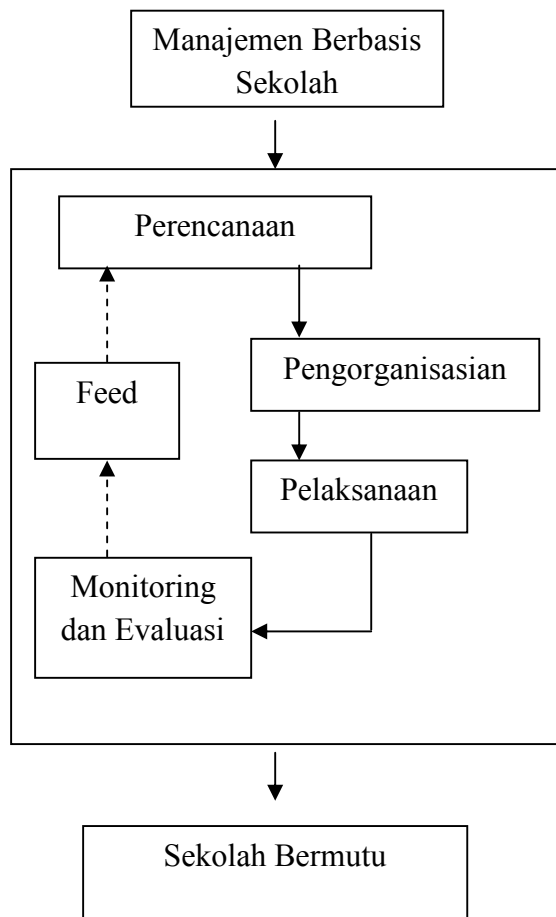 Manajemen Berbasis
Sekolah
Perencanaan
Pengorganisasian
Feed
Pelaksanaan
Monitoring
dan Evaluasi
Sekolah Bermutu